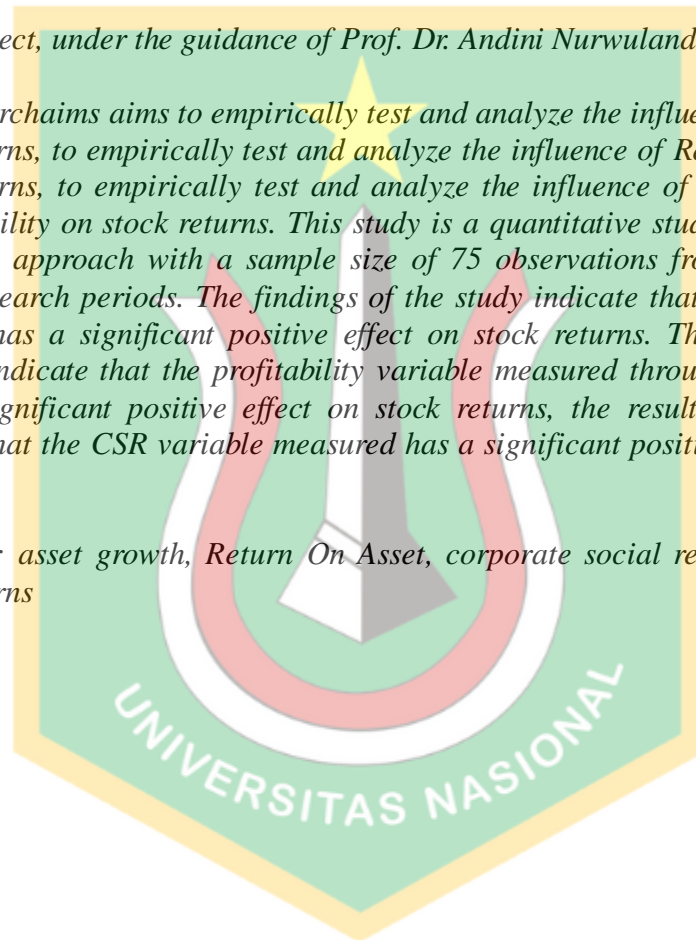 ect, under the guidance of Prof. Dr. Andini Nurwuland
rchaims aims to empirically test and analyze the influe
rns, to empirically test and analyze the influence of R
rns, to empirically test and analyze the influence of
ility on stock returns. This study is a quantitative stu
approach with a sample size of 75 observations fr
search periods. The findings of the study indicate that
has a significant positive effect on stock returns. Th
ndicate that the profitability variable measured throu
gnificant positive effect on stock returns, the result
hat the CSR variable measured has a significant positi
: asset growth, Return On Asset, corporate social re
rns
UNIVERSITAS NASIONAL